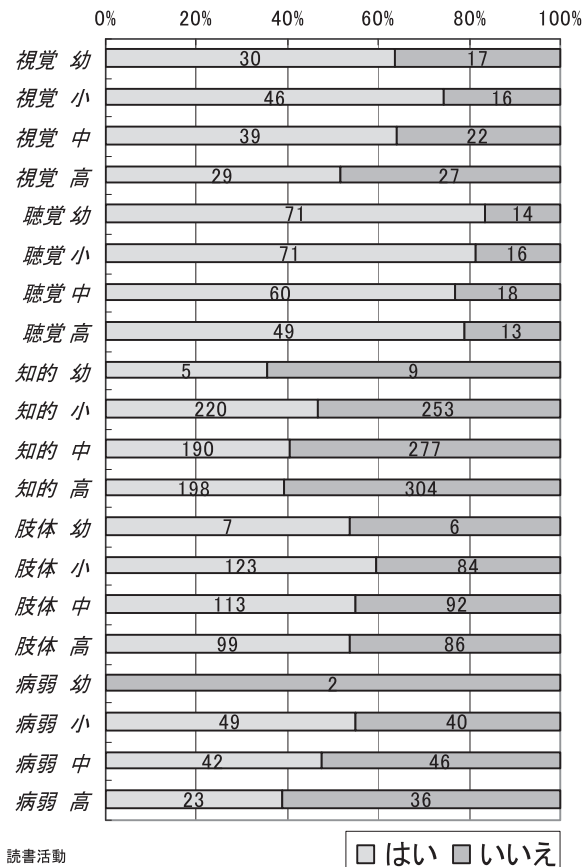 0% 20% 40% 60% 80% 100%
視覚 幼 30 17
視覚 小 46 16
視覚 中 39 22
視覚 高 29 27
聴覚 幼 71 14
聴覚 小 71 16
聴覚 中 60 18
聴覚 高 49 13
知的 幼 5 9
知的 小 220 253
知的 中 190 277
知的 高 198 304
肢体 幼 7 6
肢体 小 123 84
肢体 中 113 92
肢体 高 99 86
病弱 幼 2
病弱 小 49 40
病弱 中 42 46
病弱 高 23 36
読書活動 はい いいえ